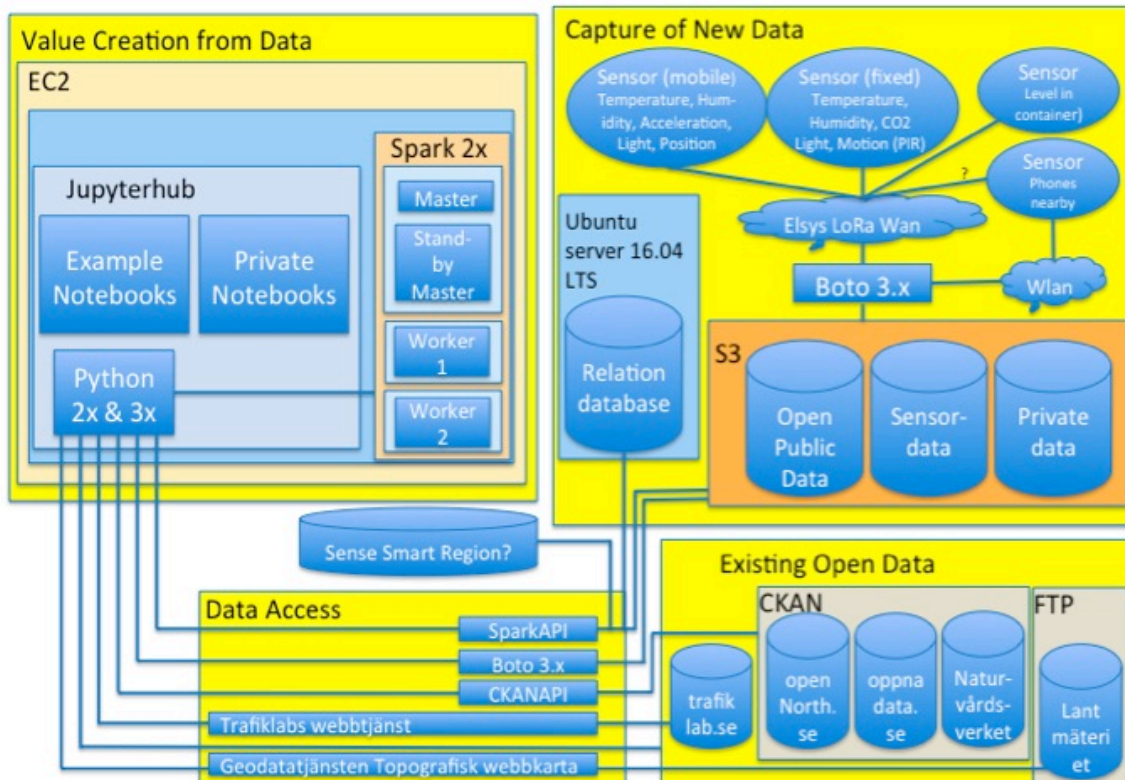 Value Creation from Data
EC2
Jupyterhub
Example
Notebooks
Private
Notebooks
Python
2x & 3x
Spark 2x
Master
Stand-
by
Master
Worker
1
Worker
2
Capture of New Data
Sensor (mobile)
Temperature, Hum-
idity, Acceleration,
Light, Position
Sensor (fixed)
Temperature,
Humidity, CO2
Light, Motion (PIR)
Sensor
Level in
container)
?
Sensor
Phones
nearby
Elsys LoRa Wan
Boto 3.x
Wlan
Ubuntu
server 16.04
LTS
Relation
database
S3
Open
Public
Data
Sensor-
data
Private
data
Sense Smart Region?
Data Access
SparkAPI
Boto 3.x
CKANAPI
Trafiklabs webbtjänst
Geodatatjänsten Topografisk webbkarta
Existing Open Data
trafik
lab.se
CKAN
open
North.
se
oppna
data.
se
Natur-
vårds-
verket
FTP
Lant
mäteri
et